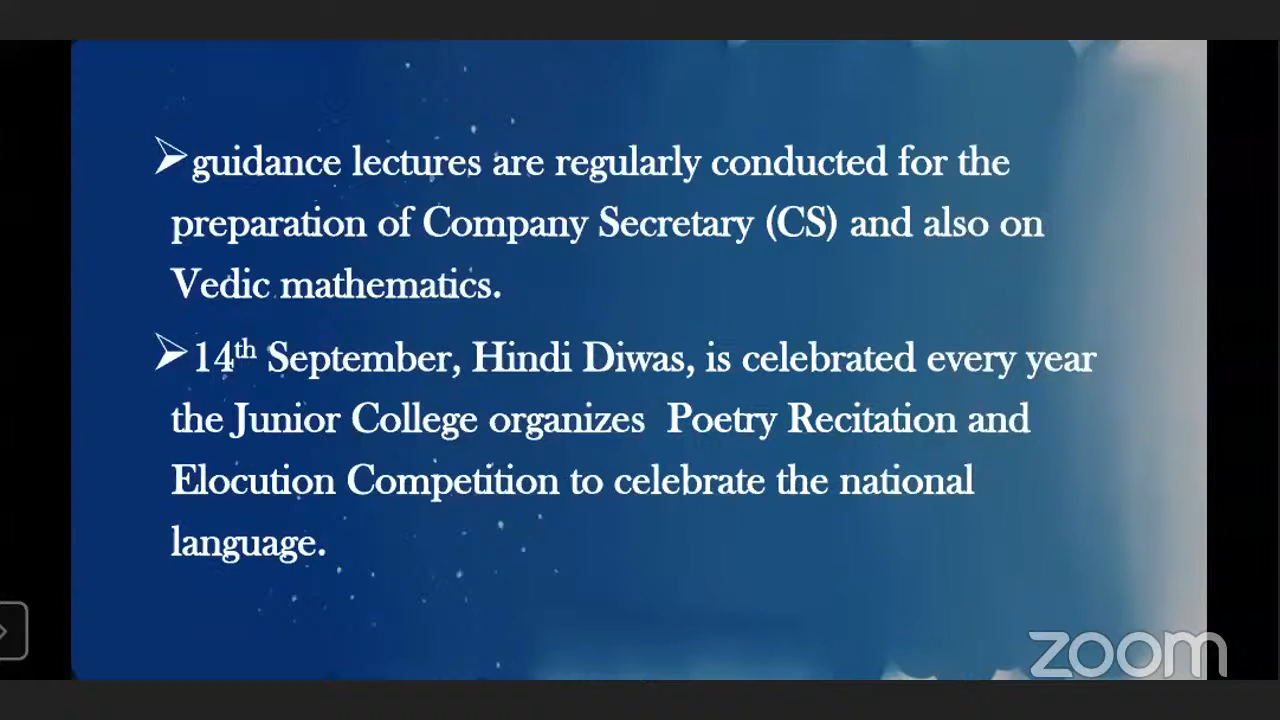 ➢guidance lectures are regularly conducted for the
preparation of Company Secretary (CS) and also on
Vedic mathematics.
➢14th September, Hindi Diwas, is celebrated every year
the Junior College organizes  Poetry Recitation and
Elocution Competition to celebrate the national
language.
zoom